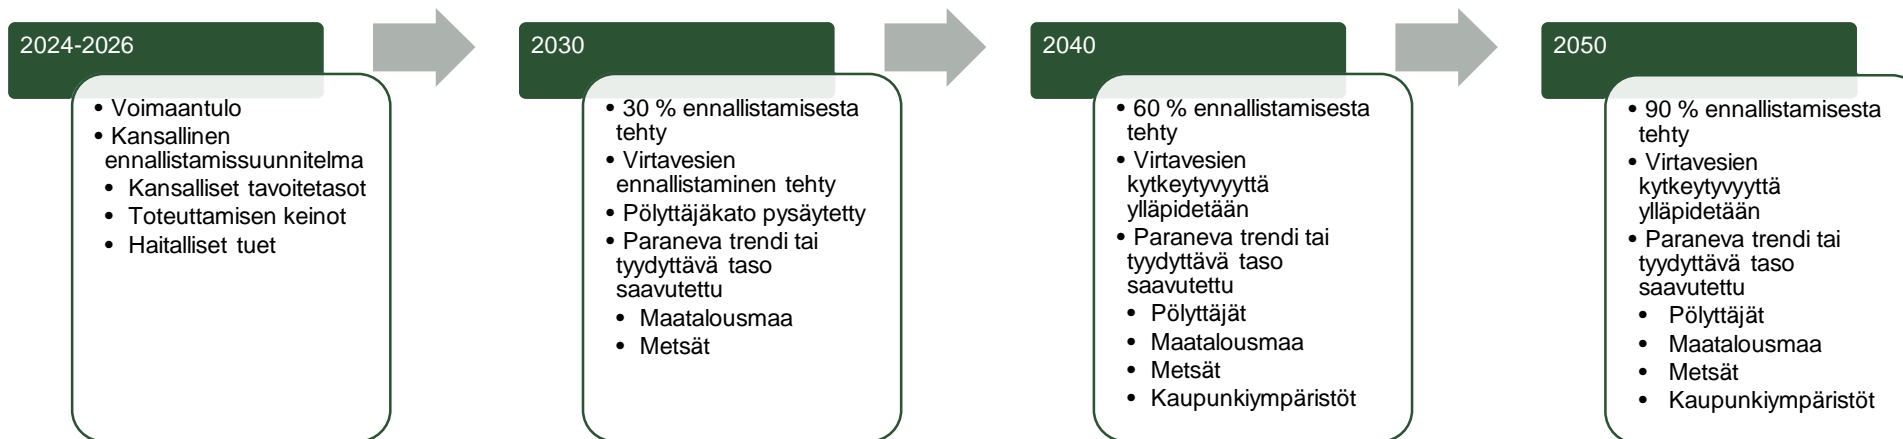 2024-2026
• Voimaantulo
• Kansallinen
ennallistamissuunnitelma
• Kansalliset tavoitetasot
• Toteuttamisen keinot
• Haitalliset tuet
2030
• 30 % ennallistamisesta
tehty
• Virtavesien
ennallistaminen tehty
• Pölyttäjäkato pysäytetty
• Paraneva trendi tai
tyydyttävä taso
saavutettu
• Maatalousmaa
• Metsät
2040
• 60 % ennallistamisesta
tehty
• Virtavesien
kytkeytyvyyttä
ylläpidetään
• Paraneva trendi tai
tyydyttävä taso
saavutettu
• Pölyttäjät
• Maatalousmaa
• Metsät
• Kaupunkiympäristöt
2050
• 90 % ennallistamisesta
tehty
• Virtavesien
kytkeytyvyyttä
ylläpidetään
• Paraneva trendi tai
tyydyttävä taso
saavutettu
• Pölyttäjät
• Maatalousmaa
• Metsät
• Kaupunkiympäristöt